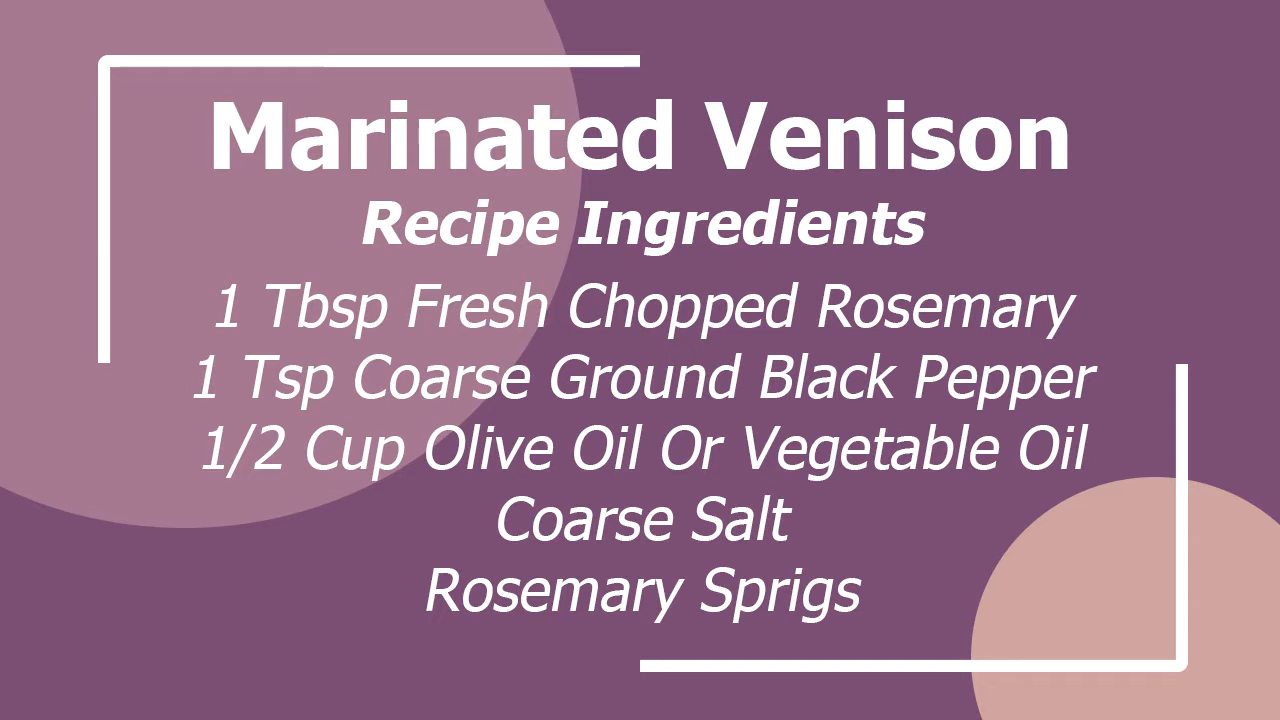 Marinated Venison
Recipe Ingredients
1 Tbsp Fresh Chopped Rosemary
1 Tsp Coarse Ground Black Pepper
1/2 Cup Olive Oil Or Vegetable Oil
Coarse Salt
Rosemary Sprigs